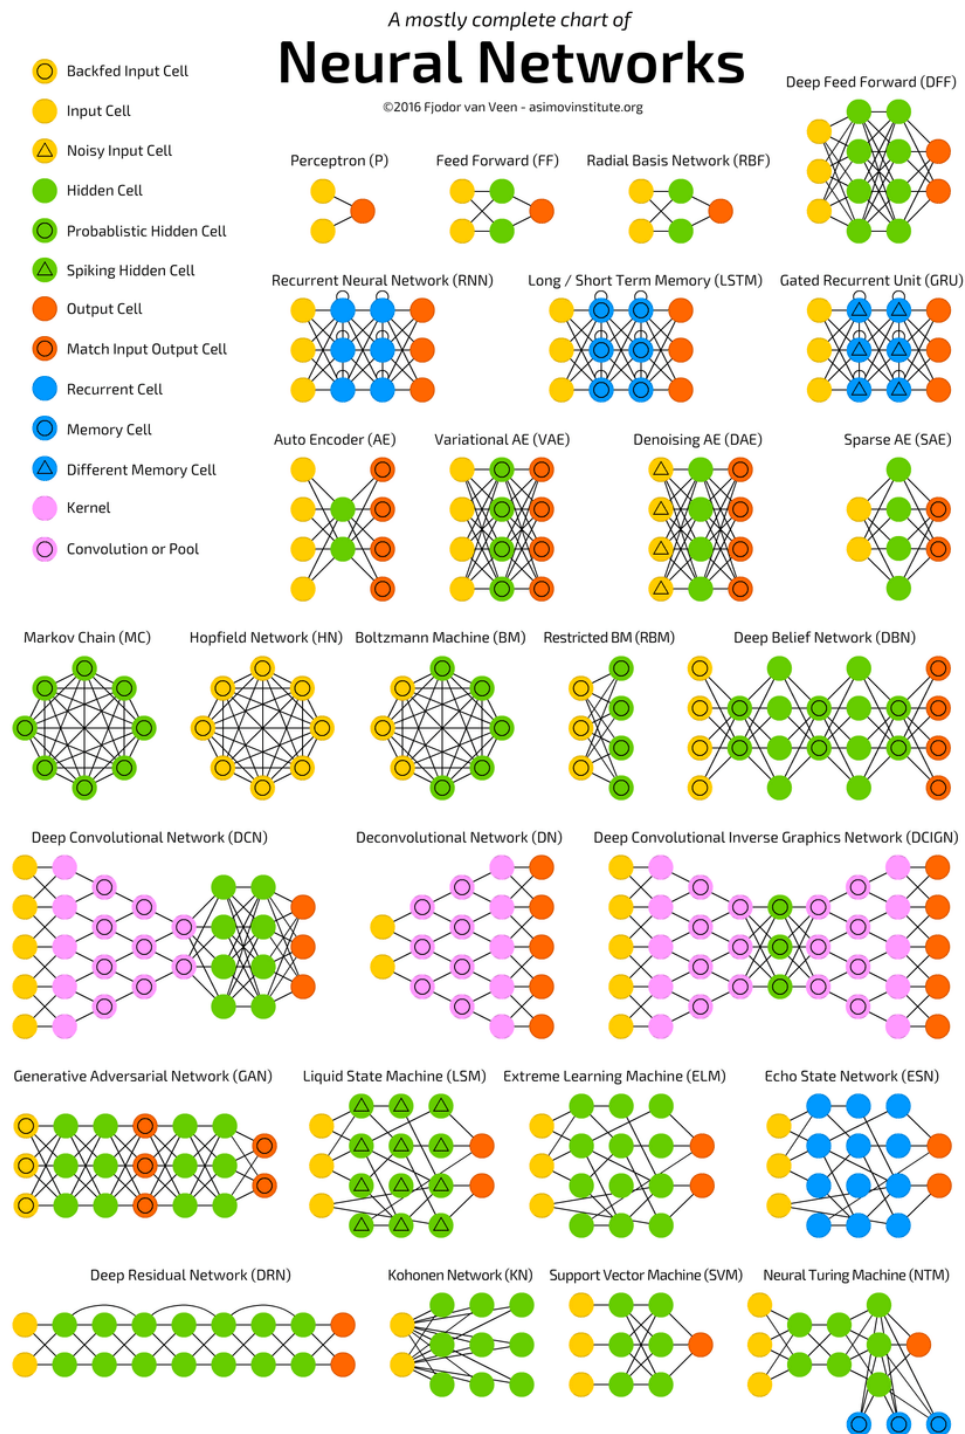 A mostly complete chart of
Neural Networks
©2016 Fjodor van Veen - asimovinstitute.org
Backfed Input Cell
Input Cell
Noisy Input Cell
Hidden Cell
Probablistic Hidden Cell
Spiking Hidden Cell
Output Cell
Match Input Output Cell
Recurrent Cell
Memory Cell
Different Memory Cell
Kernel
Convolution or Pool
Deep Feed Forward (DFF)
Perceptron (P)
Feed Forward (FF)
Radial Basis Network (RBF)
Recurrent Neural Network (RNN)
Long / Short Term Memory (LSTM)
Gated Recurrent Unit (GRU)
Auto Encoder (AE)
Variational AE (VAE)
Denoising AE (DAE)
Sparse AE (SAE)
Markov Chain (MC)
Hopfield Network (HN)
Boltzmann Machine (BM)
Restricted BM (RBM)
Deep Belief Network (DBN)
Deep Convolutional Network (DCN)
Deconvolutional Network (DN)
Deep Convolutional Inverse Graphics Network (DCIGN)
Generative Adversarial Network (GAN)
Liquid State Machine (LSM)
Extreme Learning Machine (ELM)
Echo State Network (ESN)
Deep Residual Network (DRN)
Kohonen Network (KN)
Support Vector Machine (SVM)
Neural Turing Machine (NTM)